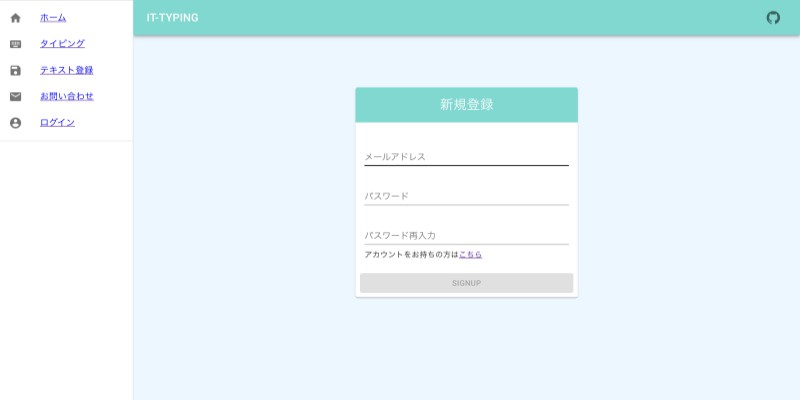 ホーム
タイピング
テキスト登録
お問い合わせ
ログイン
IT-TYPING
新規登録
メールアドレス
パスワード
パスワード再入力
アカウントをお持ちの方はこちら
SIGNUP